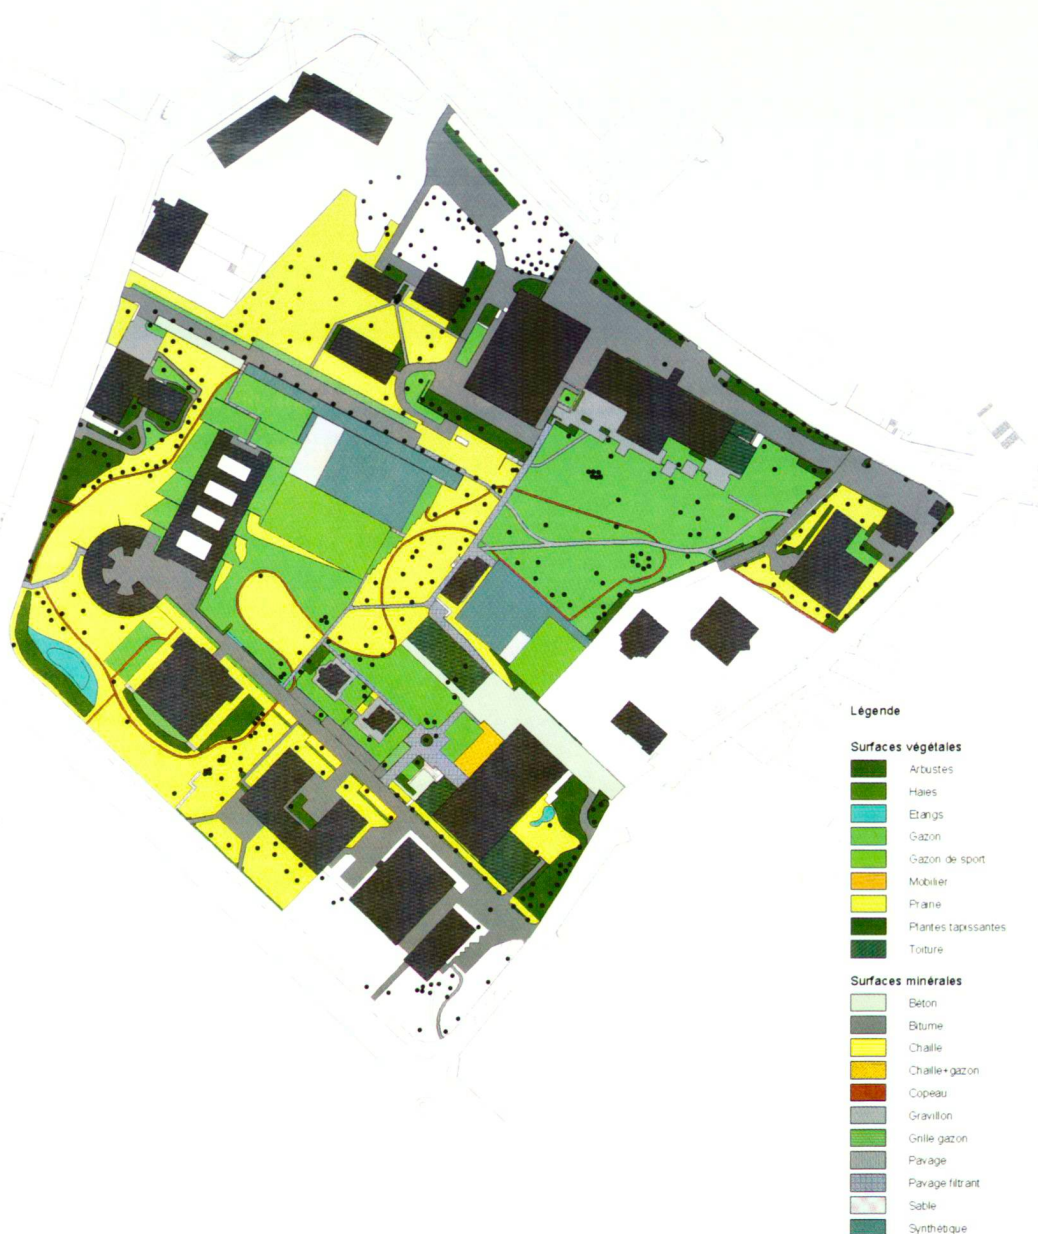 Légende
Surfaces végétales
Arbustes
Haies
Etangs
Gazon
Gazon de sport
Mobilier
Prairie
Plantes tapissantes
Toiture
Surfaces minérales
Béton
Bitume
Chaille
Chaille+gazon
Copeau
Gravillon
Grille gazon
Pavage
Pavage filtrant
Sable
Synthétique